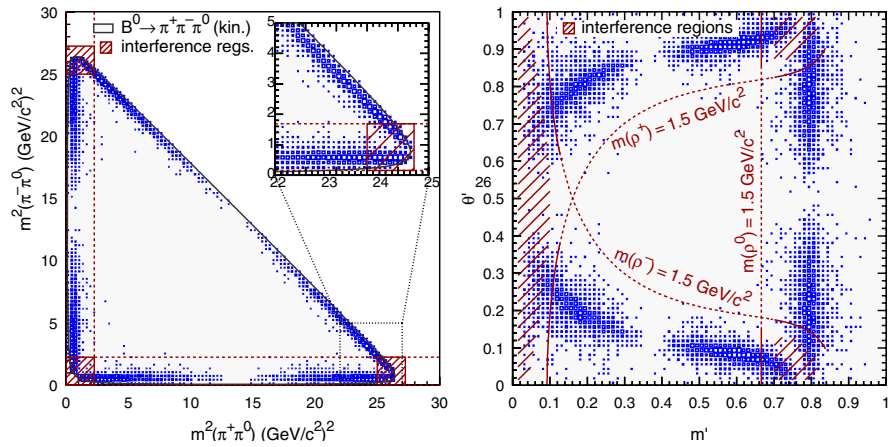 B⁰→π⁺π⁻π⁰ (kin.)
interference regs.
m²(π⁻π⁰) (GeV/c²)²
30
25
20
15
10
5
0
0 5 10 15 20 25 30
m²(π⁺π⁰) (GeV/c²)²
5
4
3
2
1
0
22 23 24 25 26
interference regions
θ'
1
0.9
0.8
0.7
0.6
0.5
0.4
0.3
0.2
0.1
0
0 0.1 0.2 0.3 0.4 0.5 0.6 0.7 0.8 0.9 1
m'
m(ρ⁺) = 1.5 GeV/c²
m(ρ⁰) = 1.5 GeV/c²
m(ρ⁻) = 1.5 GeV/c²